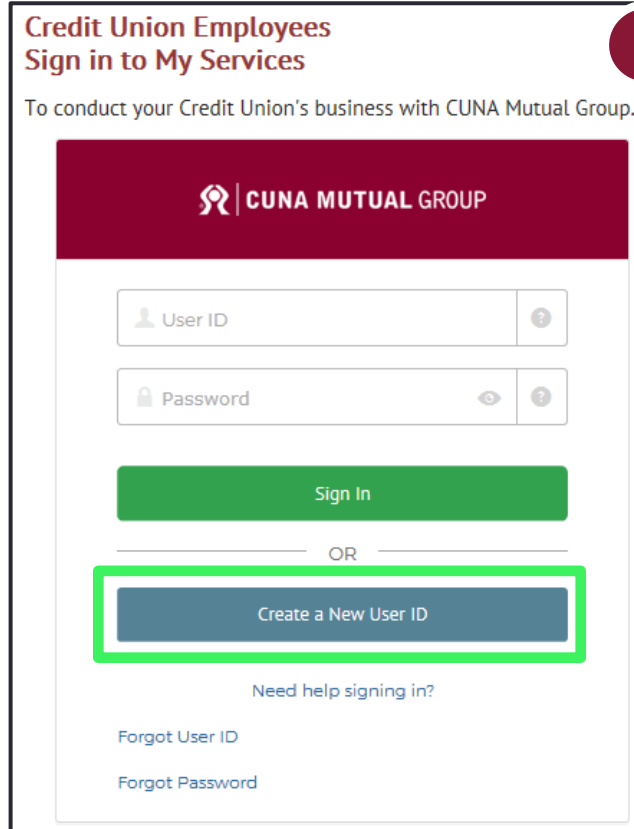 Credit Union Employees
Sign in to My Services
To conduct your Credit Union's business with CUNA Mutual Group.
CUNA MUTUAL GROUP
User ID
?
Password
?
Sign In
OR
Create a New User ID
Need help signing in?
Forgot User ID
Forgot Password